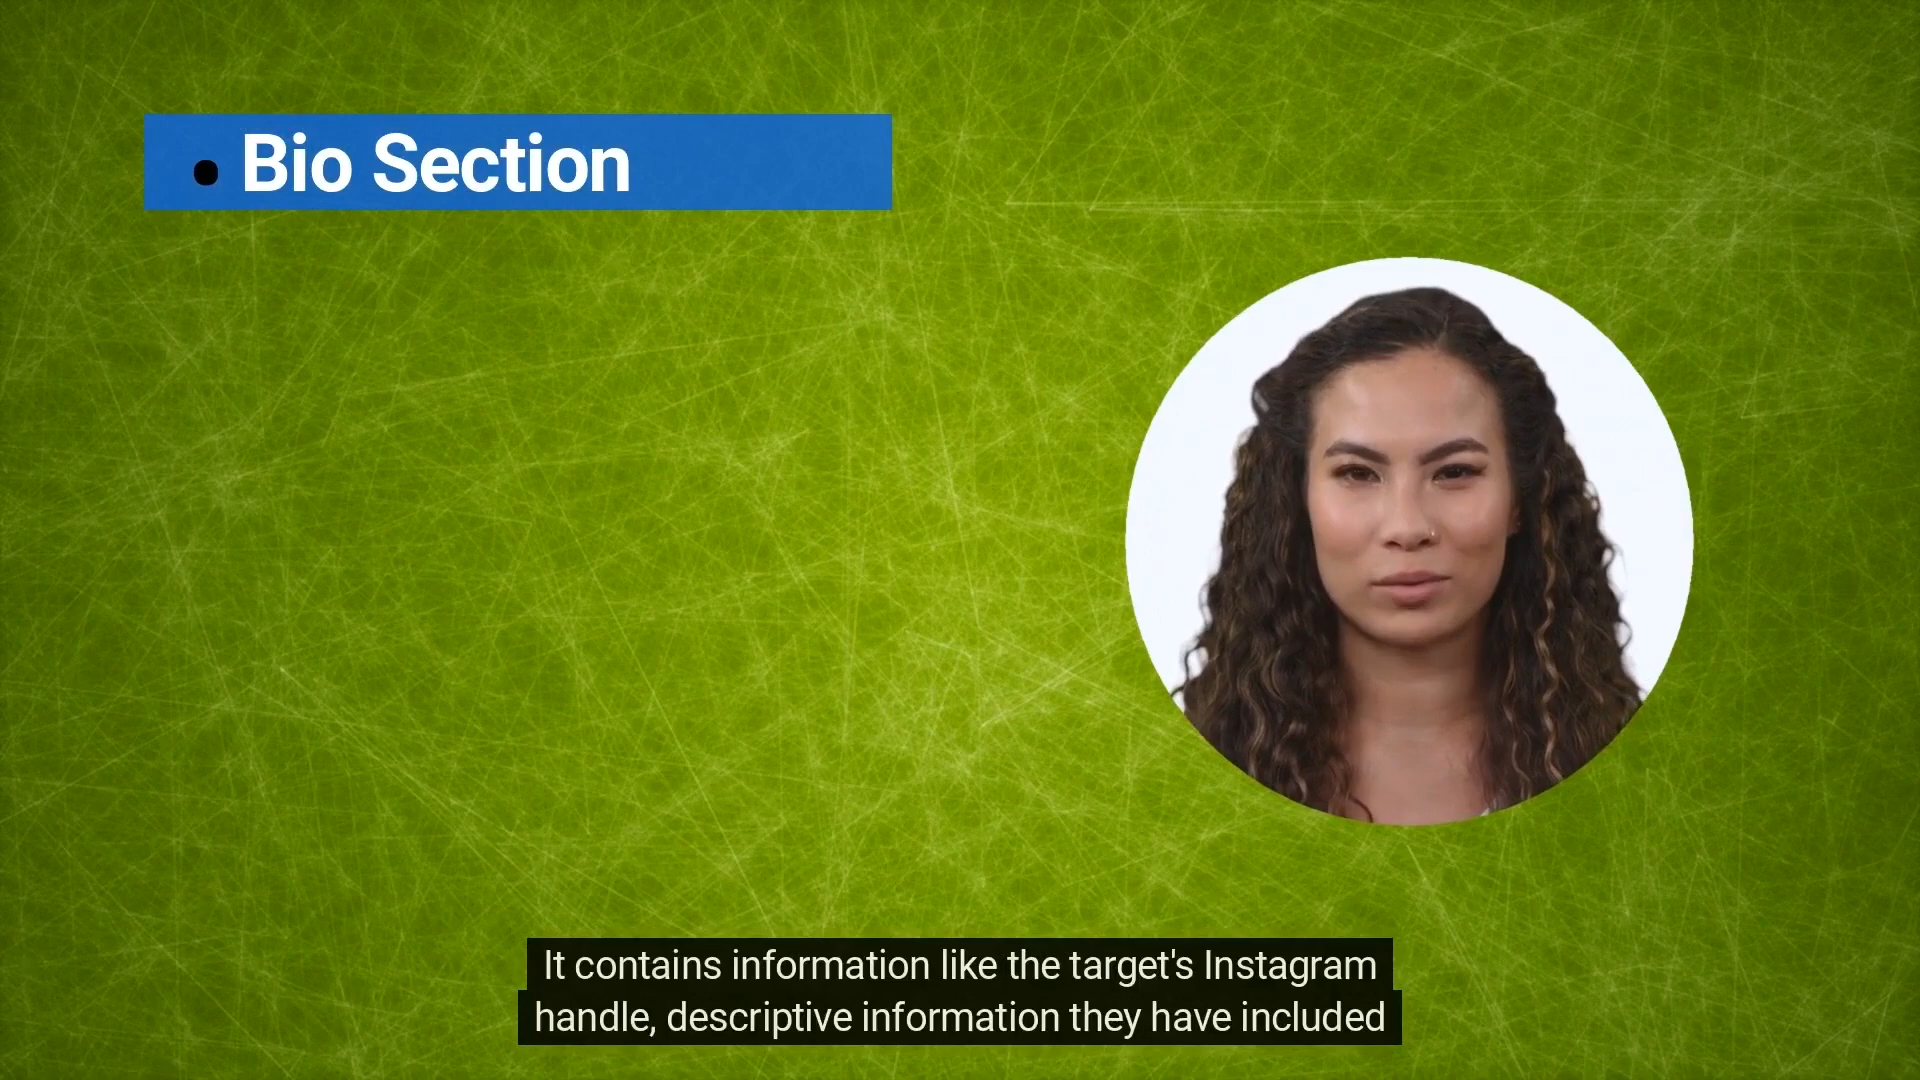 • Bio Section
It contains information like the target's Instagram
handle, descriptive information they have included